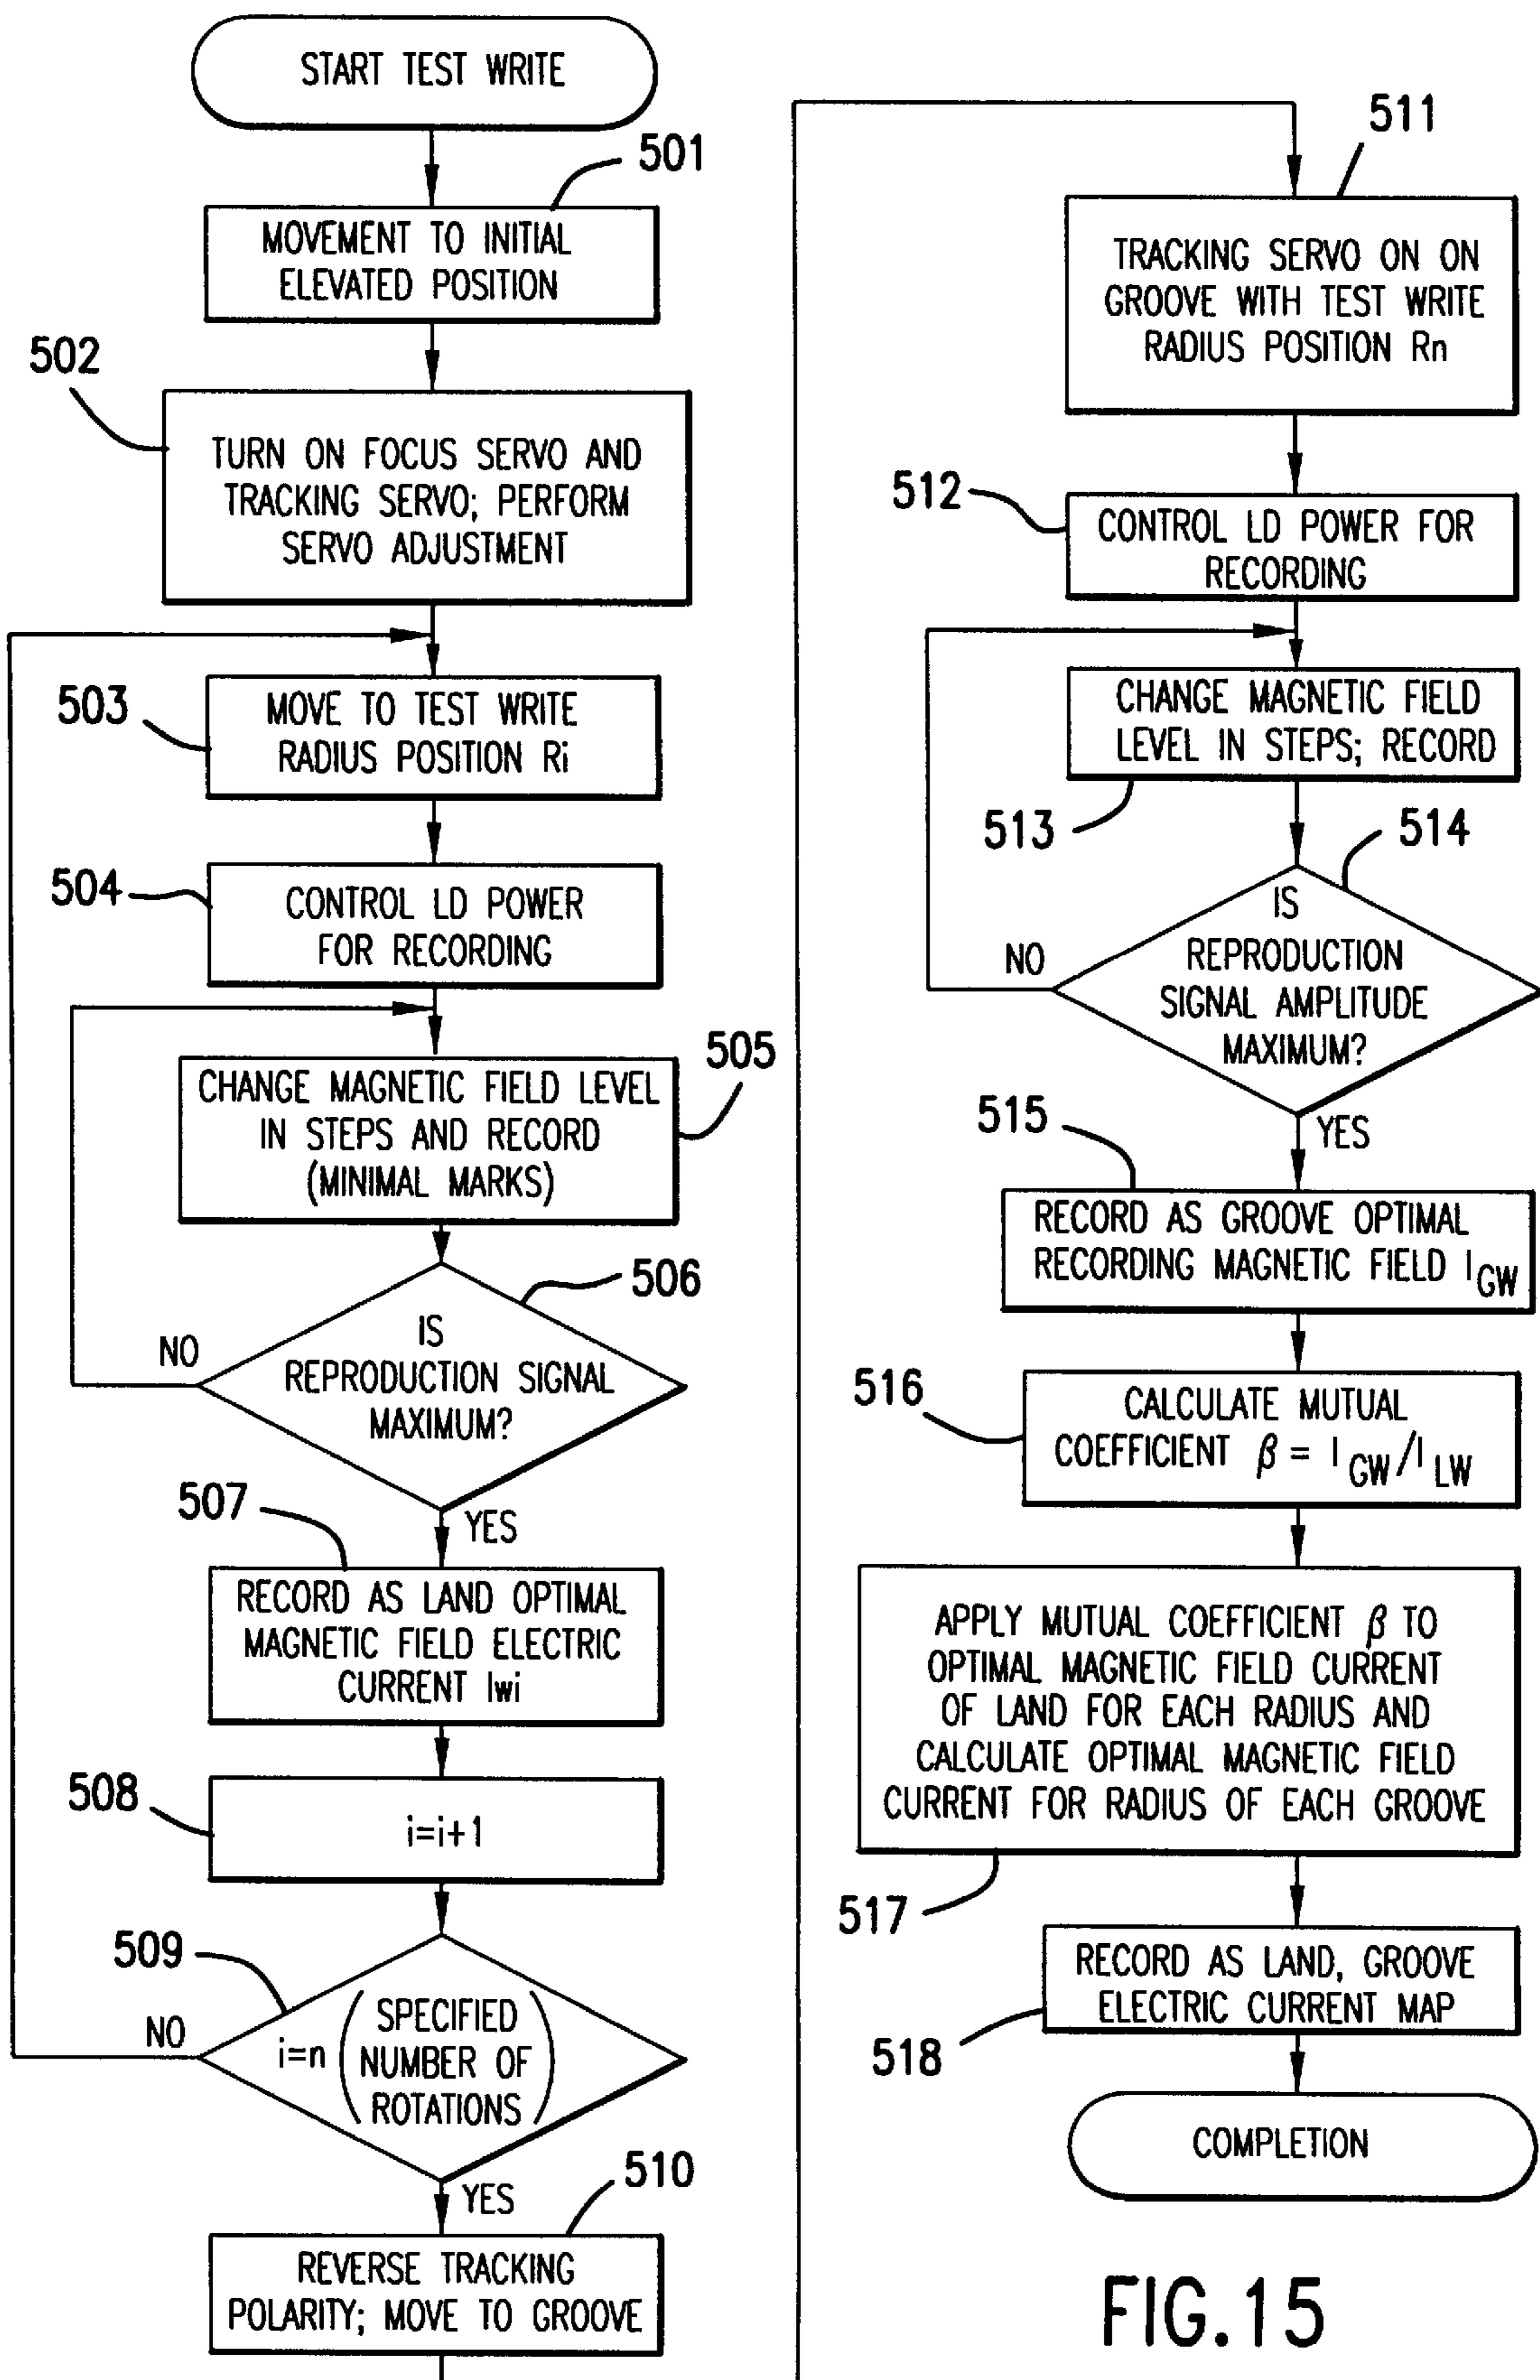 START TEST WRITE
501
MOVEMENT TO INITIAL
ELEVATED POSITION
502
TURN ON FOCUS SERVO AND
TRACKING SERVO; PERFORM
SERVO ADJUSTMENT
503
MOVE TO TEST WRITE
RADIUS POSITION Ri
504
CONTROL LD POWER
FOR RECORDING
505
CHANGE MAGNETIC FIELD LEVEL
IN STEPS AND RECORD
(MINIMAL MARKS)
506
IS
REPRODUCTION SIGNAL
MAXIMUM?
NO
YES
507
RECORD AS LAND OPTIMAL
MAGNETIC FIELD ELECTRIC
CURRENT Iwi
508
i=i+1
509
i=n (SPECIFIED
NUMBER OF
ROTATIONS)
NO
YES
510
REVERSE TRACKING
POLARITY; MOVE TO GROOVE
511
TRACKING SERVO ON ON
GROOVE WITH TEST WRITE
RADIUS POSITION Rn
512
CONTROL LD POWER FOR
RECORDING
513
CHANGE MAGNETIC FIELD
LEVEL IN STEPS; RECORD
514
IS
REPRODUCTION
SIGNAL AMPLITUDE
MAXIMUM?
NO
YES
515
RECORD AS GROOVE OPTIMAL
RECORDING MAGNETIC FIELD I GW
516
CALCULATE MUTUAL
COEFFICIENT β = I GW / I LW
517
APPLY MUTUAL COEFFICIENT β TO
OPTIMAL MAGNETIC FIELD CURRENT
OF LAND FOR EACH RADIUS AND
CALCULATE OPTIMAL MAGNETIC FIELD
CURRENT FOR RADIUS OF EACH GROOVE
518
RECORD AS LAND, GROOVE
ELECTRIC CURRENT MAP
COMPLETION
FIG.15